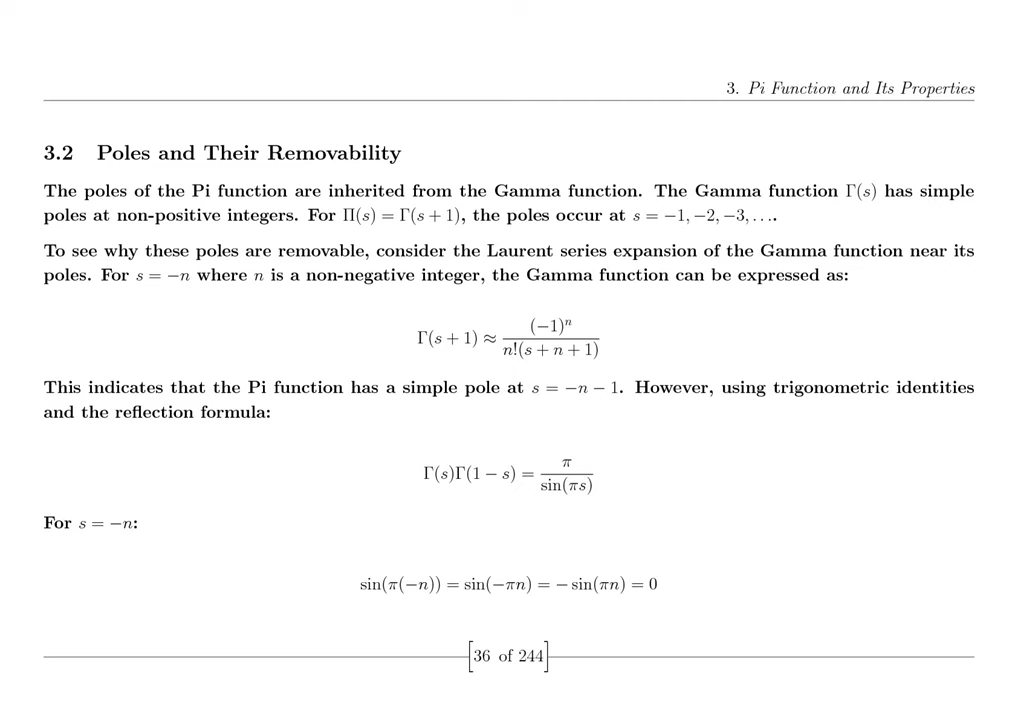 3. Pi Function and Its Properties
3.2 Poles and Their Removability
The poles of the Pi function are inherited from the Gamma function. The Gamma function Γ(s) has simple
poles at non-positive integers. For Π(s) = Γ(s + 1), the poles occur at s = −1, −2, −3, . . ..
To see why these poles are removable, consider the Laurent series expansion of the Gamma function near its
poles. For s = −n where n is a non-negative integer, the Gamma function can be expressed as:
Γ(s + 1) ≈ (−1)^n / n!(s + n + 1)
This indicates that the Pi function has a simple pole at s = −n − 1. However, using trigonometric identities
and the reflection formula:
Γ(s)Γ(1 − s) = π / sin(πs)
For s = −n:
sin(π(−n)) = sin(−πn) = − sin(πn) = 0
[36 of 244]